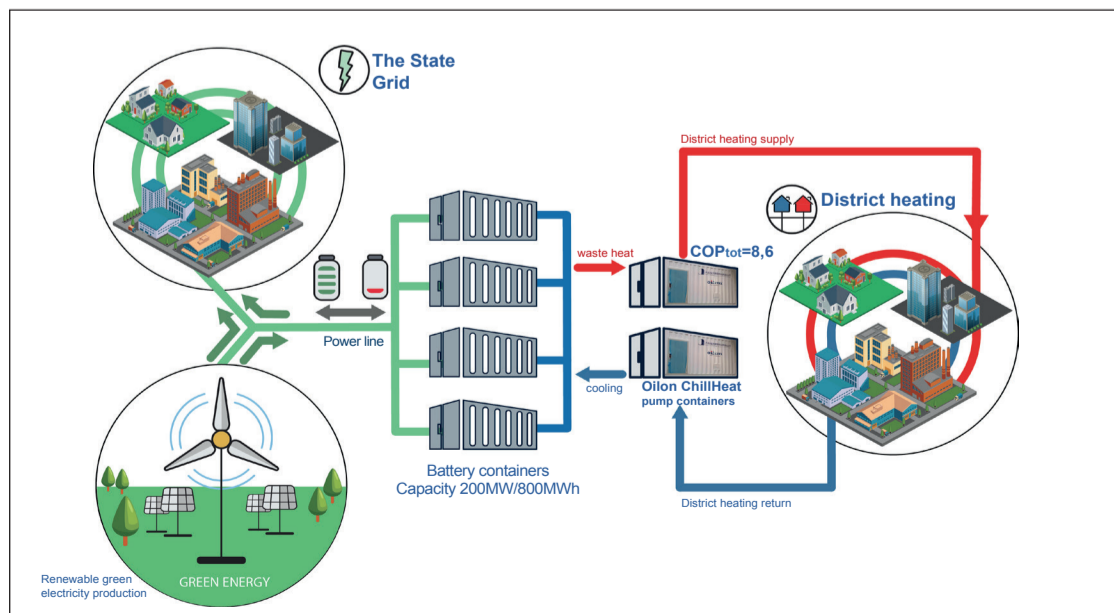 The State
Grid
District heating supply
District heating
waste heat
COPtot=8,6
Power line
cooling
Oilon ChillHeat
pump containers
Battery containers
Capacity 200MW/800MWh
District heating return
GREEN ENERGY
Renewable green
electricity production